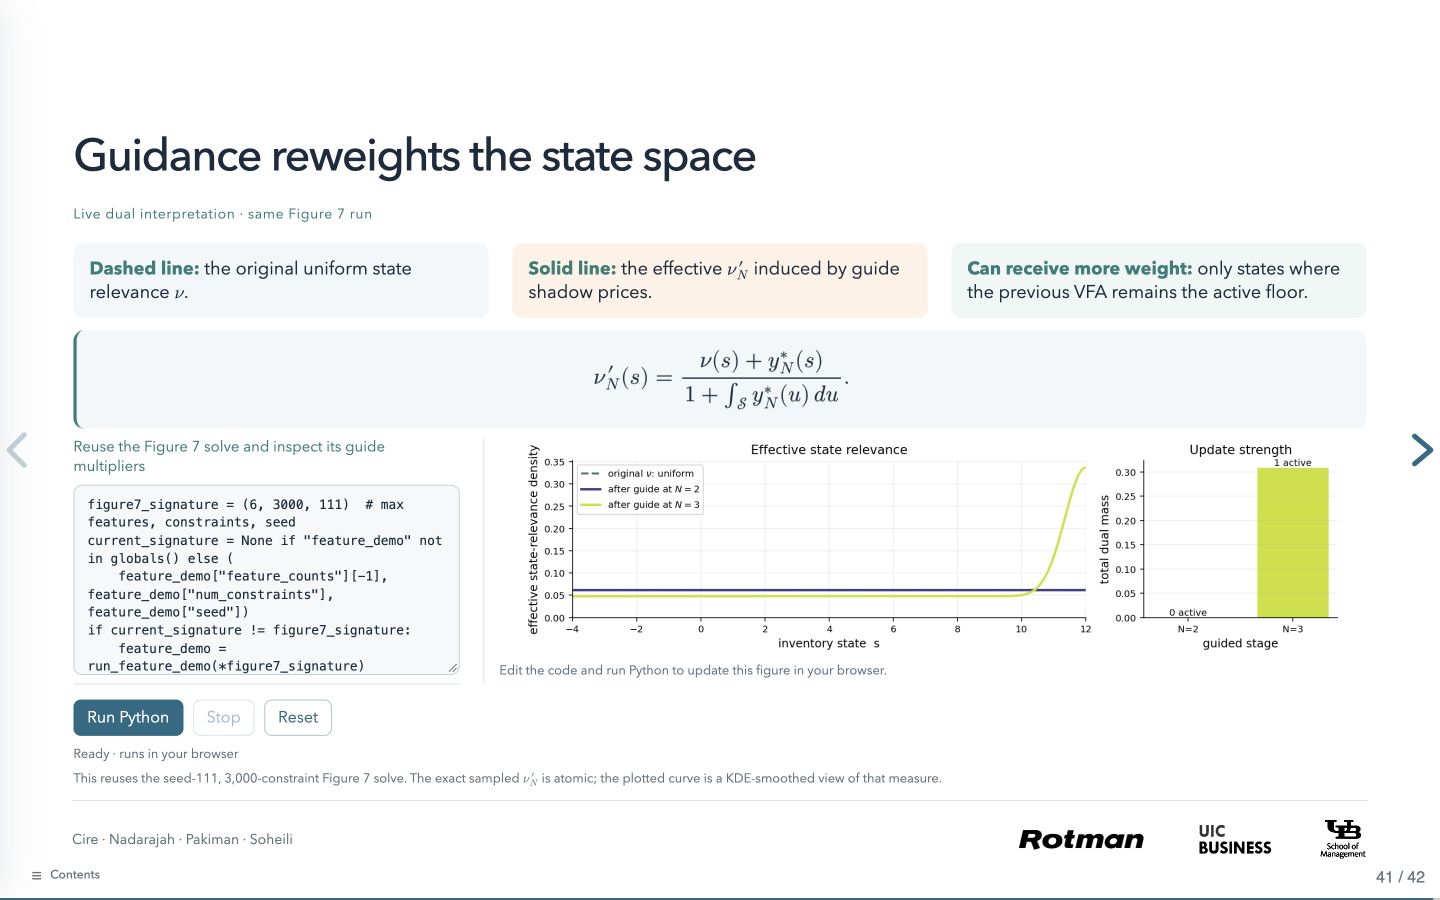 Guidance reweights the state space
Live dual interpretation · same Figure 7 run
Dashed line: the original uniform state
relevance ν.
Solid line: the effective ν′_N induced by guide
shadow prices.
Can receive more weight: only states where
the previous VFA remains the active floor.
ν′_N(s) = (ν(s) + y*_N(s)) / (1 + ∫_𝒮 y*_N(u) du).
Reuse the Figure 7 solve and inspect its guide
multipliers
figure7_signature = (6, 3000, 111)  # max
features, constraints, seed
current_signature = None if "feature_demo" not
in globals() else (
    feature_demo["feature_counts"][-1],
feature_demo["num_constraints"],
feature_demo["seed"])
if current_signature != figure7_signature:
    feature_demo =
run_feature_demo(*figure7_signature)
Effective state relevance
effective state-relevance density
0.35
0.30
0.25
0.20
0.15
0.10
0.05
0.00
original ν: uniform
after guide at N = 2
after guide at N = 3
−4 −2 0 2 4 6 8 10 12
inventory state s
Update strength
total dual mass
0.30
0.25
0.20
0.15
0.10
0.05
0.00
1 active
0 active
N=2 N=3
guided stage
Edit the code and run Python to update this figure in your browser.
Run Python Stop Reset
Ready · runs in your browser
This reuses the seed-111, 3,000-constraint Figure 7 solve. The exact sampled ν′_N is atomic; the plotted curve is a KDE-smoothed view of that measure.
Cire · Nadarajah · Pakiman · Soheili
Rotman
UIC
BUSINESS
UB
School of
Management
≡ Contents
41 / 42